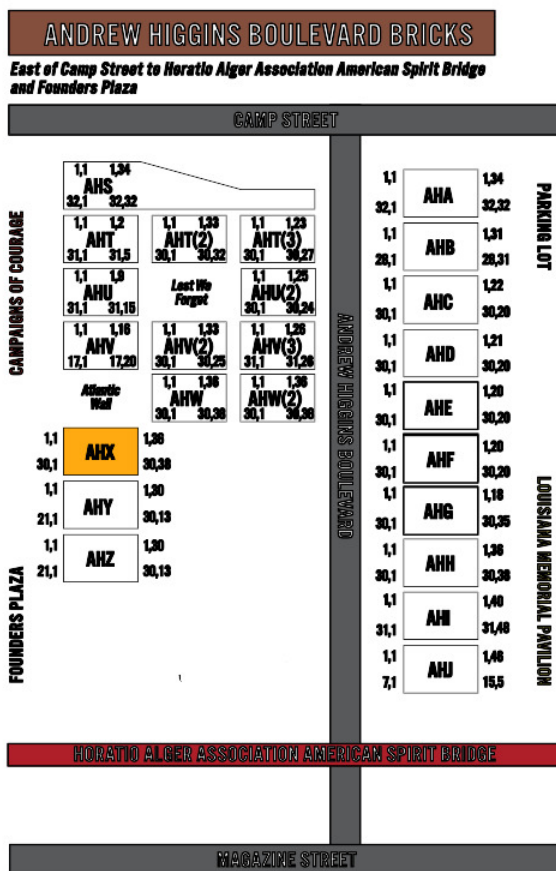 ANDREW HIGGINS BOULEVARD BRICKS
East of Camp Street to Horatio Alger Association American Spirit Bridge
and Founders Plaza
CAMP STREET
CAMPAIGNS OF COURAGE
FOUNDERS PLAZA
1,1 1,34
AHS
32,1 32,32
1,1 1,2
AHT
31,1 31,5
1,1 1,33
AHT(2)
30,1 30,32
1,1 1,23
AHT(3)
30,1 30,27
1,1 1,9
AHU
31,1 31,15
Lest We
Forget
1,1 1,25
AHU(2)
30,1 30,24
1,1 1,16
AHV
17,1 17,20
1,1 1,33
AHV(2)
30,1 30,25
1,1 1,26
AHV(3)
31,1 31,26
Atlantic
Wall
1,1 1,36
AHW
30,1 30,36
1,1 1,36
AHW(2)
30,1 30,36
1,1 1,36
AHX
30,1 30,38
1,1 1,30
AHY
21,1 30,13
1,1 1,30
AHZ
21,1 30,13
ANDREW HIGGINS BOULEVARD
1,1 1,34
AHA
32,1 32,32
1,1 1,31
AHB
28,1 28,31
1,1 1,22
AHC
30,1 30,20
1,1 1,21
AHD
30,1 30,20
1,1 1,20
AHE
30,1 30,20
1,1 1,20
AHF
30,1 30,20
1,1 1,18
AHG
30,1 30,35
1,1 1,36
AHH
30,1 30,36
1,1 1,40
AHI
31,1 31,48
1,1 1,46
AHJ
7,1 15,5
PARKING LOT
LOUISIANA MEMORIAL PAVILION
HORATIO ALGER ASSOCIATION AMERICAN SPIRIT BRIDGE
MAGAZINE STREET